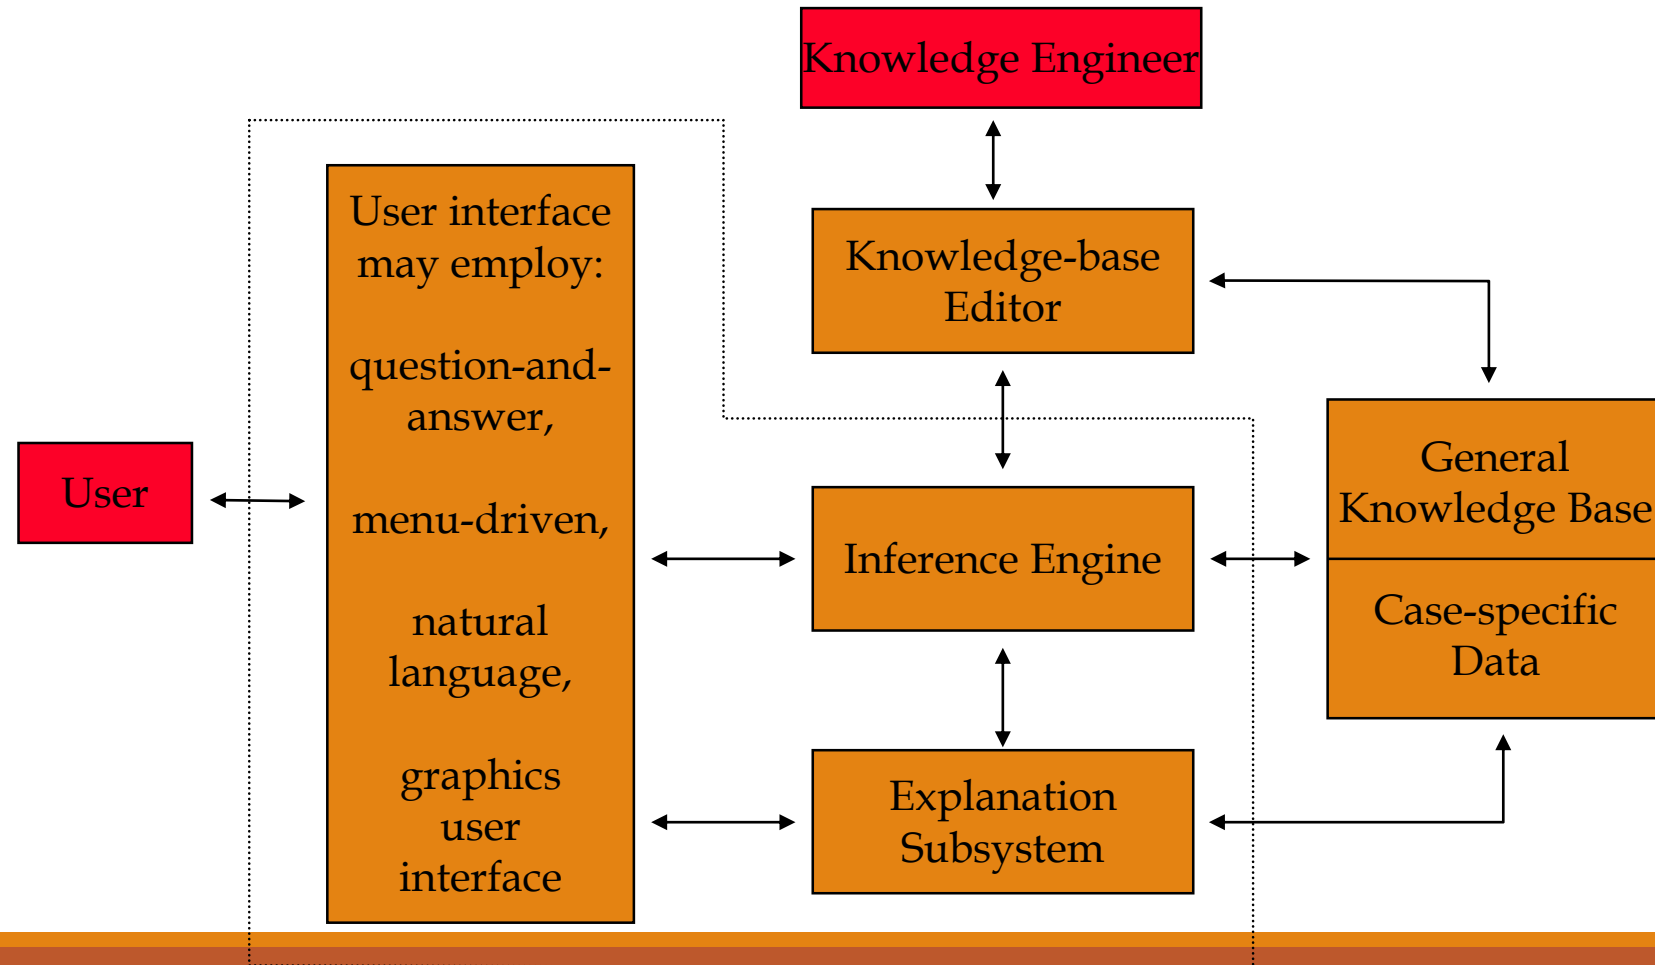 Knowledge Engineer
User interface
may employ:
question-and-
answer,
menu-driven,
natural
language,
graphics
user
interface
Knowledge-base
Editor
User
General
Knowledge Base
Inference Engine
Case-specific
Data
Explanation
Subsystem